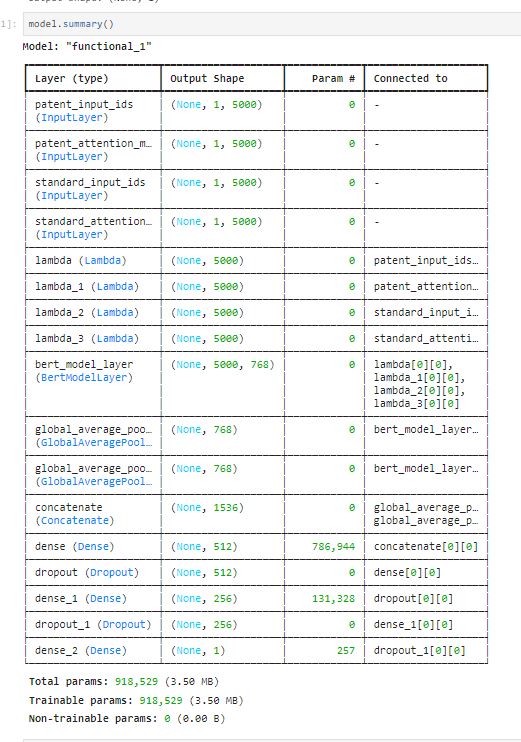 1]: model.summary()
Model: "functional_1"
Layer (type) Output Shape Param # Connected to
patent_input_ids (None, 1, 5000) 0 -
(InputLayer)
patent_attention_m… (None, 1, 5000) 0 -
(InputLayer)
standard_input_ids (None, 1, 5000) 0 -
(InputLayer)
standard_attention… (None, 1, 5000) 0 -
(InputLayer)
lambda (Lambda) (None, 5000) 0 patent_input_ids…
lambda_1 (Lambda) (None, 5000) 0 patent_attention…
lambda_2 (Lambda) (None, 5000) 0 standard_input_i…
lambda_3 (Lambda) (None, 5000) 0 standard_attenti…
bert_model_layer (None, 5000, 768) 0 lambda[0][0],
(BertModelLayer) lambda_1[0][0],
lambda_2[0][0],
lambda_3[0][0]
global_average_poo… (None, 768) 0 bert_model_layer…
(GlobalAveragePool…
global_average_poo… (None, 768) 0 bert_model_layer…
(GlobalAveragePool…
concatenate (None, 1536) 0 global_average_p…
(Concatenate) global_average_p…
dense (Dense) (None, 512) 786,944 concatenate[0][0]
dropout (Dropout) (None, 512) 0 dense[0][0]
dense_1 (Dense) (None, 256) 131,328 dropout[0][0]
dropout_1 (Dropout) (None, 256) 0 dense_1[0][0]
dense_2 (Dense) (None, 1) 257 dropout_1[0][0]
Total params: 918,529 (3.50 MB)
Trainable params: 918,529 (3.50 MB)
Non-trainable params: 0 (0.00 B)